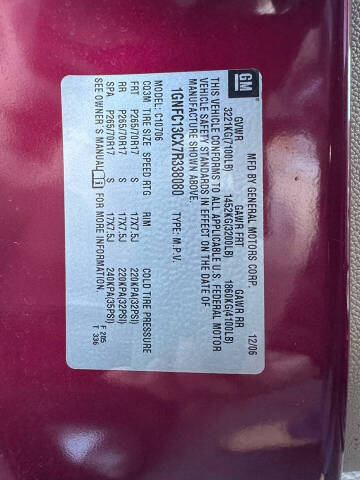 GM
MFD BY GENERAL MOTORS CORP. 12/06
GVWR GAWR FRT GAWR RR
3221KG(7100LB) 1452KG(3200LB) 1860KG(4100LB)
THIS VEHICLE CONFORMS TO ALL APPLICABLE U.S. FEDERAL MOTOR
VEHICLE SAFETY STANDARDS IN EFFECT ON THE DATE OF
MANUFACTURE SHOWN ABOVE.
1GNFC13CX7R338080 TYPE: M.P.V.
MODEL: C10706
CQ3M TIRE SIZE SPEED RTG RIM COLD TIRE PRESSURE
FRT P265/70R17 S 17X7.5J 220KPA(32PSI)
RR P265/70R17 S 17X7.5J 220KPA(32PSI)
SPA P265/70R17 S 17X7.5J 240KPA(35PSI)
SEE OWNER'S MANUAL i FOR MORE INFORMATION.
F 205
T 336